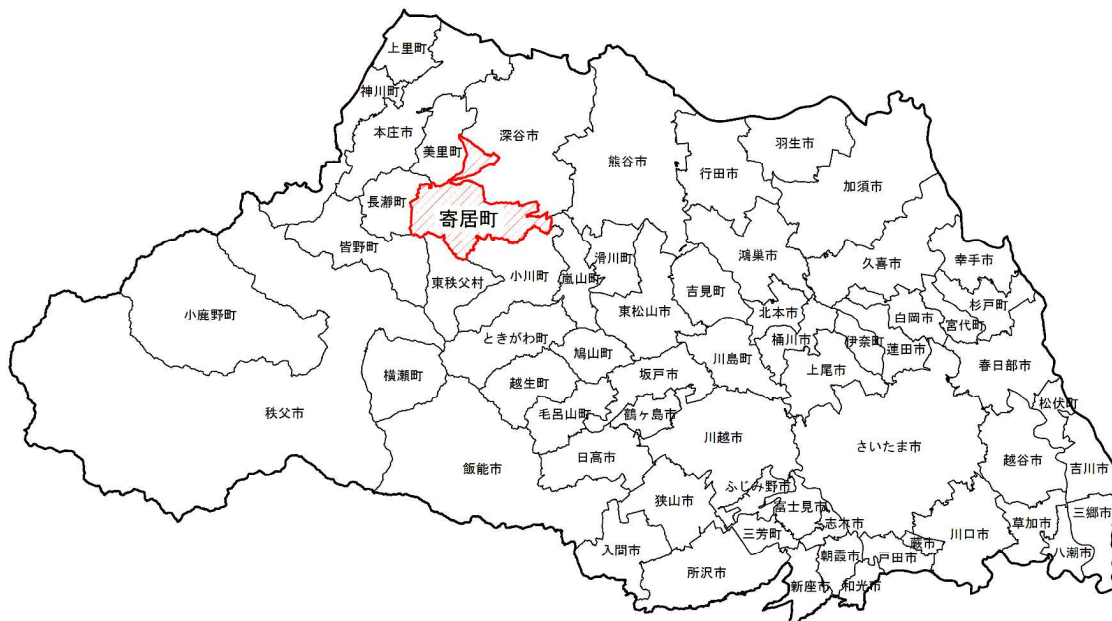 上里町
神川町
本庄市
美里町
深谷市
熊谷市
行田市
羽生市
加須市
長瀞町
寄居町
皆野町
東秩父村
小川町
嵐山町
滑川町
鴻巣市
久喜市
幸手市
小鹿野町
東松山市
吉見町
北本市
白岡市
杉戸町
宮代町
ときがわ町
鳩山町
川島町
桶川市
伊奈町
蓮田市
横瀬町
越生町
坂戸市
上尾市
春日部市
秩父市
毛呂山町
鶴ヶ島市
松伏町
飯能市
日高市
川越市
さいたま市
越谷市
吉川市
狭山市
ふじみ野市
富士見市
三郷市
入間市
三芳町
志木市
川口市
草加市
所沢市
朝霞市
戸田市
蕨市
八潮市
新座市
和光市